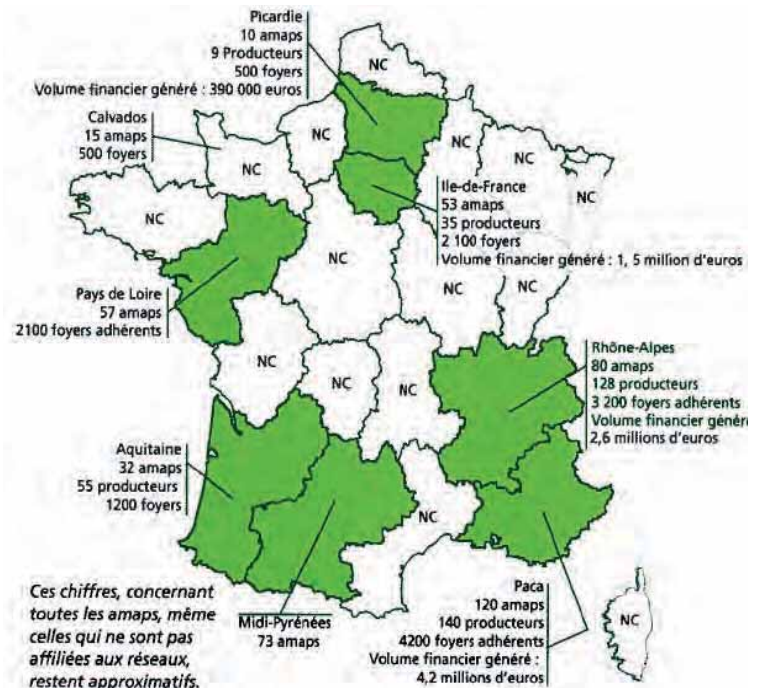 Picardie
10 amaps
9 Producteurs
500 foyers
Volume financier généré : 390 000 euros
NC
Calvados
15 amaps
500 foyers
NC
NC
NC
NC
NC
NC
Ile-de-France
53 amaps
35 producteurs
2 100 foyers
Volume financier généré : 1, 5 million d'euros
NC
NC
NC
Pays de Loire
57 amaps
2100 foyers adhérents
NC
NC
NC
Rhône-Alpes
80 amaps
128 producteurs
3 200 foyers adhérents
Volume financier généré
2,6 millions d'euros
Aquitaine
32 amaps
55 producteurs
1200 foyers
NC
Midi-Pyrénées
73 amaps
Paca
120 amaps
140 producteurs
4200 foyers adhérents
Volume financier généré :
4,2 millions d'euros
NC
Ces chiffres, concernant
toutes les amaps, même
celles qui ne sont pas
affiliées aux réseaux,
restent approximatifs.